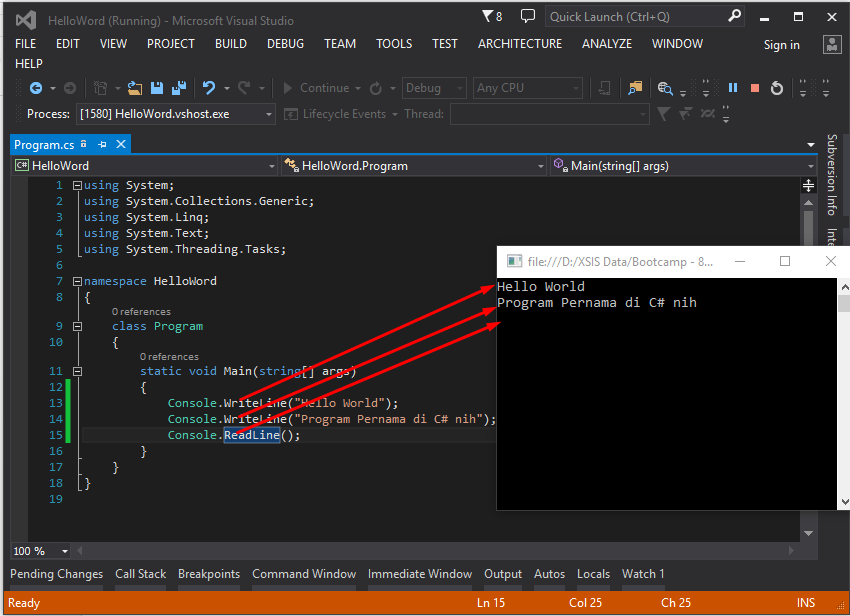 HelloWord (Running) - Microsoft Visual Studio
8
Quick Launch (Ctrl+Q)
FILE EDIT VIEW PROJECT BUILD DEBUG TEAM TOOLS TEST ARCHITECTURE ANALYZE WINDOW Sign in
HELP
Continue Debug Any CPU
Process: [1580] HelloWord.vshost.exe Lifecycle Events Thread:
Program.cs
Subversion Info
C# HelloWord HelloWord.Program Main(string[] args)
1 using System;
2 using System.Collections.Generic;
3 using System.Linq;
4 using System.Text;
5 using System.Threading.Tasks;
6
7 namespace HelloWord
8 {
0 references
9 class Program
10 {
0 references
11 static void Main(string[] args)
12 {
13 Console.WriteLine("Hello World");
14 Console.WriteLine("Program Pernama di C# nih");
15 Console.ReadLine();
16 }
17 }
18 }
19
file:///D:/XSIS Data/Bootcamp - 8...
Hello World
Program Pernama di C# nih
100 %
Pending Changes Call Stack Breakpoints Command Window Immediate Window Output Autos Locals Watch 1
Ready Ln 15 Col 25 Ch 25 INS